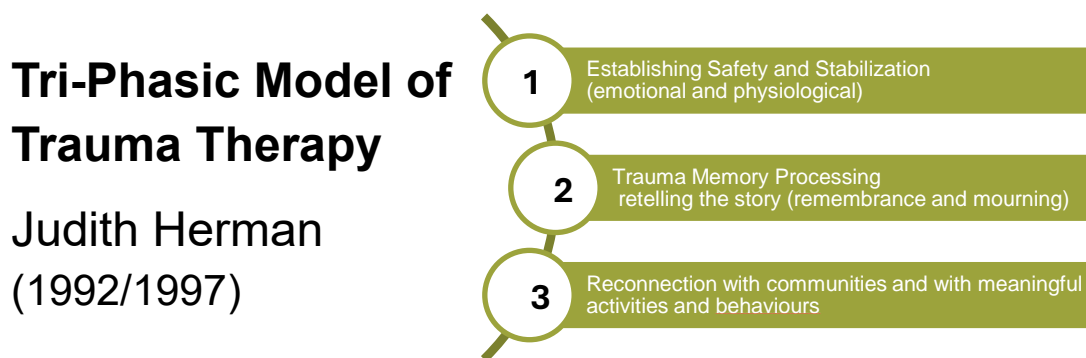 Tri-Phasic Model of
Trauma Therapy
Judith Herman
(1992/1997)
1
Establishing Safety and Stabilization
(emotional and physiological)
2
Trauma Memory Processing
retelling the story (remembrance and mourning)
3
Reconnection with communities and with meaningful
activities and behaviours